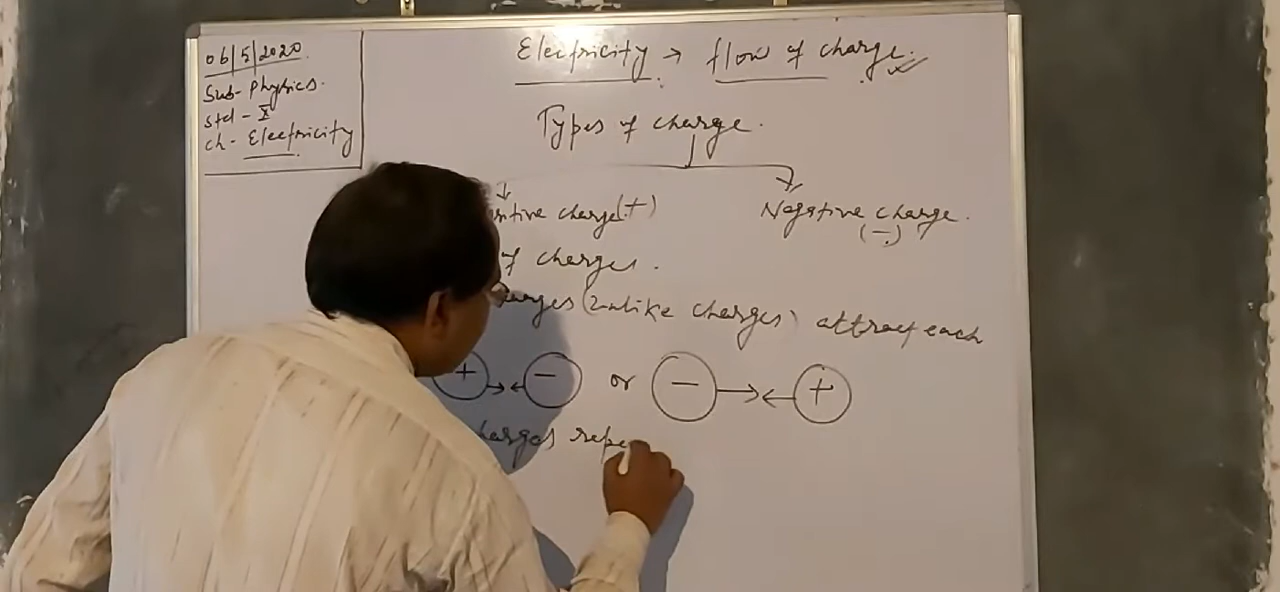 06/5/2020
Sub- Physics.
Std - X
Ch- Electricity
Electricity → flow of charge.
Types of charge.
sitive charge (+)
Negative charge.
(-)
of charges.
harges (unlike charges) attract each
+ → ← - or - → ← +
harges repe